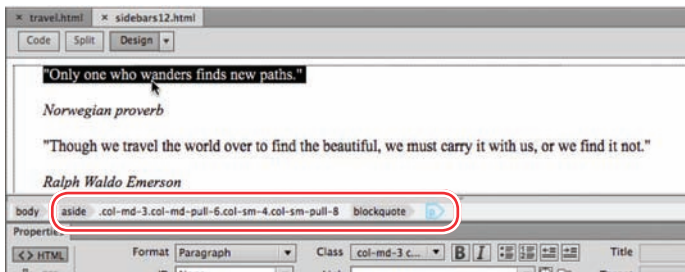 × travel.html × sidebars12.html
Code Split Design
"Only one who wanders finds new paths."
Norwegian proverb
"Though we travel the world over to find the beautiful, we must carry it with us, or we find it not."
Ralph Waldo Emerson
body aside .col-md-3.col-md-pull-6.col-sm-4.col-sm-pull-8 blockquote p
Properties
<> HTML Format Paragraph Class col-md-3 c... B I Title